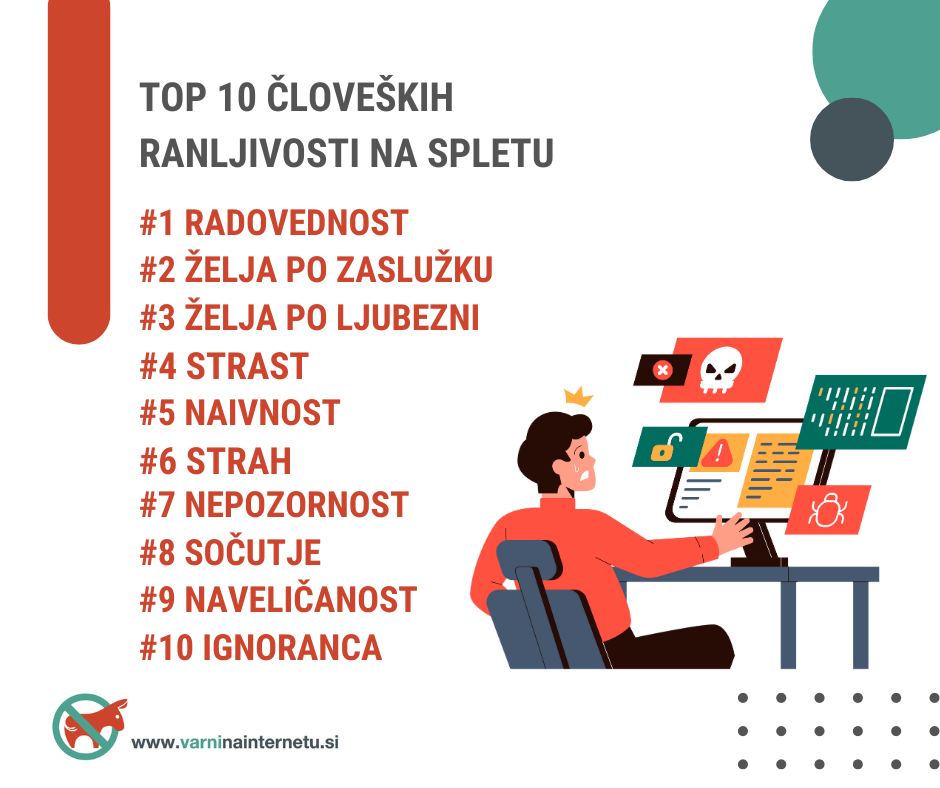 TOP 10 ČLOVEŠKIH
RANLJIVOSTI NA SPLETU
#1 RADOVEDNOST
#2 ŽELJA PO ZASLUŽKU
#3 ŽELJA PO LJUBEZNI
#4 STRAST
#5 NAIVNOST
#6 STRAH
#7 NEPOZORNOST
#8 SOČUTJE
#9 NAVELIČANOST
#10 IGNORANCA
www.varninainternetu.si